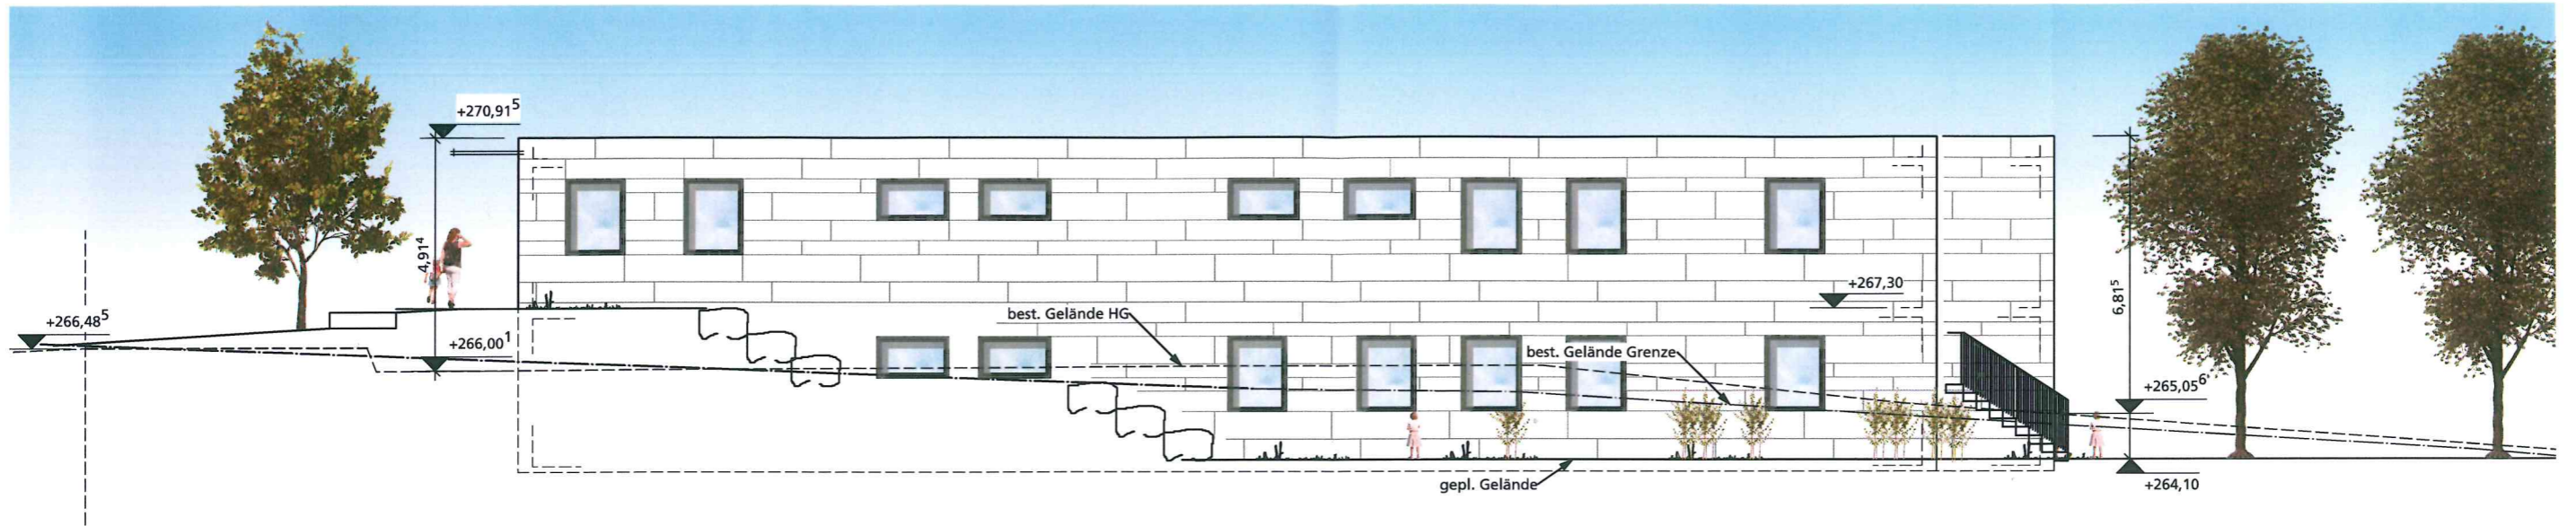 +270,91⁵
4,91⁴
+266,48⁵
+266,00¹
best. Gelände HG
best. Gelände Grenze
+267,30
6,81⁵
+265,05⁶
gepl. Gelände
+264,10